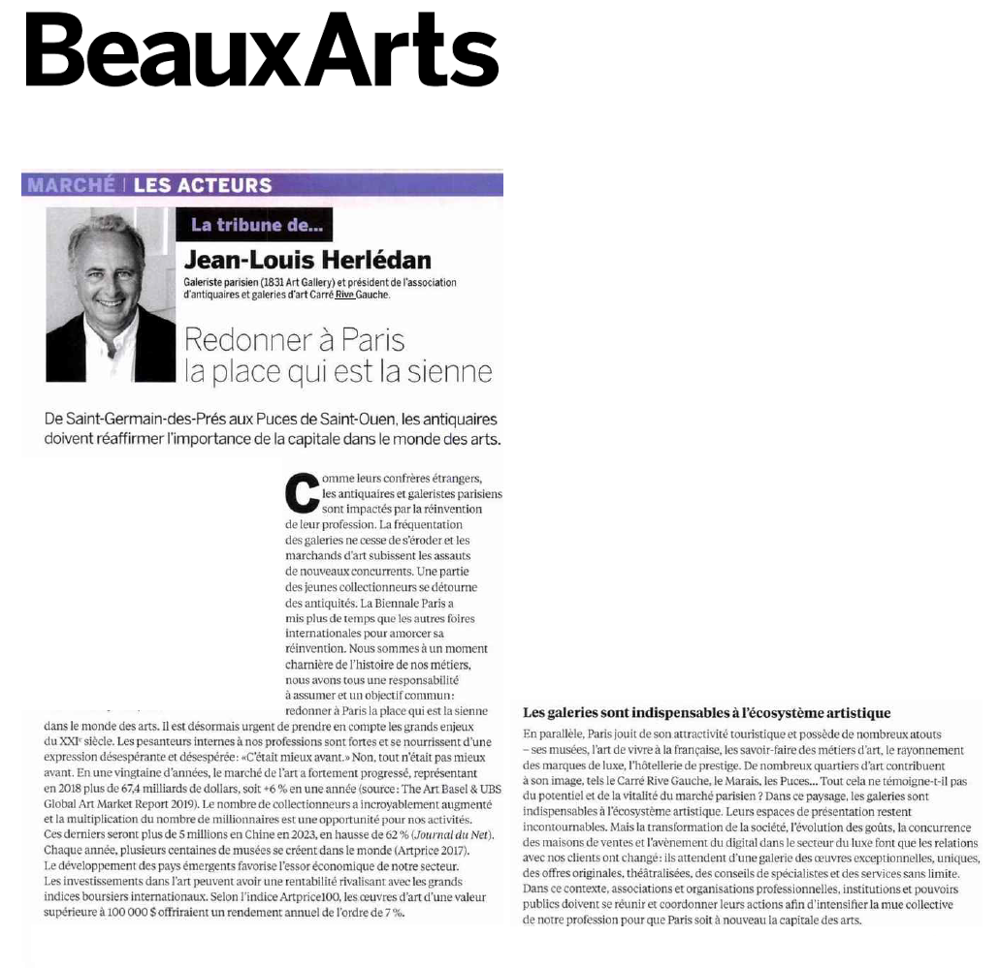 BeauxArts
MARCHÉ | LES ACTEURS
La tribune de...
Jean-Louis Herlédan
Galeriste parisien (1831 Art Gallery) et président de l'association
d'antiquaires et galeries d'art Carré Rive Gauche.
Redonner à Paris
la place qui est la sienne
De Saint-Germain-des-Prés aux Puces de Saint-Ouen, les antiquaires
doivent réaffirmer l'importance de la capitale dans le monde des arts.
Comme leurs confrères étrangers,
les antiquaires et galeristes parisiens
sont impactés par la réinvention
de leur profession. La fréquentation
des galeries ne cesse de s'éroder et les
marchands d'art subissent les assauts
de nouveaux concurrents. Une partie
des jeunes collectionneurs se détourne
des antiquités. La Biennale Paris a
mis plus de temps que les autres foires
internationales pour amorcer sa
réinvention. Nous sommes à un moment
charnière de l'histoire de nos métiers,
nous avons tous une responsabilité
à assumer et un objectif commun :
redonner à Paris la place qui est la sienne
dans le monde des arts. Il est désormais urgent de prendre en compte les grands enjeux
du XXIe siècle. Les pesanteurs internes à nos professions sont fortes et se nourrissent d'une
expression désespérante et désespérée : «C'était mieux avant.» Non, tout n'était pas mieux
avant. En une vingtaine d'années, le marché de l'art a fortement progressé, représentant
en 2018 plus de 67,4 milliards de dollars, soit +6 % en une année (source : The Art Basel & UBS
Global Art Market Report 2019). Le nombre de collectionneurs a incroyablement augmenté
et la multiplication du nombre de millionnaires est une opportunité pour nos activités.
Ces derniers seront plus de 5 millions en Chine en 2023, en hausse de 62 % (Journal du Net).
Chaque année, plusieurs centaines de musées se créent dans le monde (Artprice 2017).
Le développement des pays émergents favorise l'essor économique de notre secteur.
Les investissements dans l'art peuvent avoir une rentabilité rivalisant avec les grands
indices boursiers internationaux. Selon l'indice Artprice100, les œuvres d'art d'une valeur
supérieure à 100 000 $ offriraient un rendement annuel de l'ordre de 7 %.
Les galeries sont indispensables à l'écosystème artistique
En parallèle, Paris jouit de son attractivité touristique et possède de nombreux atouts
– ses musées, l'art de vivre à la française, les savoir-faire des métiers d'art, le rayonnement
des marques de luxe, l'hôtellerie de prestige. De nombreux quartiers d'art contribuent
à son image, tels le Carré Rive Gauche, le Marais, les Puces... Tout cela ne témoigne-t-il pas
du potentiel et de la vitalité du marché parisien ? Dans ce paysage, les galeries sont
indispensables à l'écosystème artistique. Leurs espaces de présentation restent
incontournables. Mais la transformation de la société, l'évolution des goûts, la concurrence
des maisons de ventes et l'avènement du digital dans le secteur du luxe font que les relations
avec nos clients ont changé : ils attendent d'une galerie des œuvres exceptionnelles, uniques,
des offres originales, théâtralisées, des conseils de spécialistes et des services sans limite.
Dans ce contexte, associations et organisations professionnelles, institutions et pouvoirs
publics doivent se réunir et coordonner leurs actions afin d'intensifier la mue collective
de notre profession pour que Paris soit à nouveau la capitale des arts.